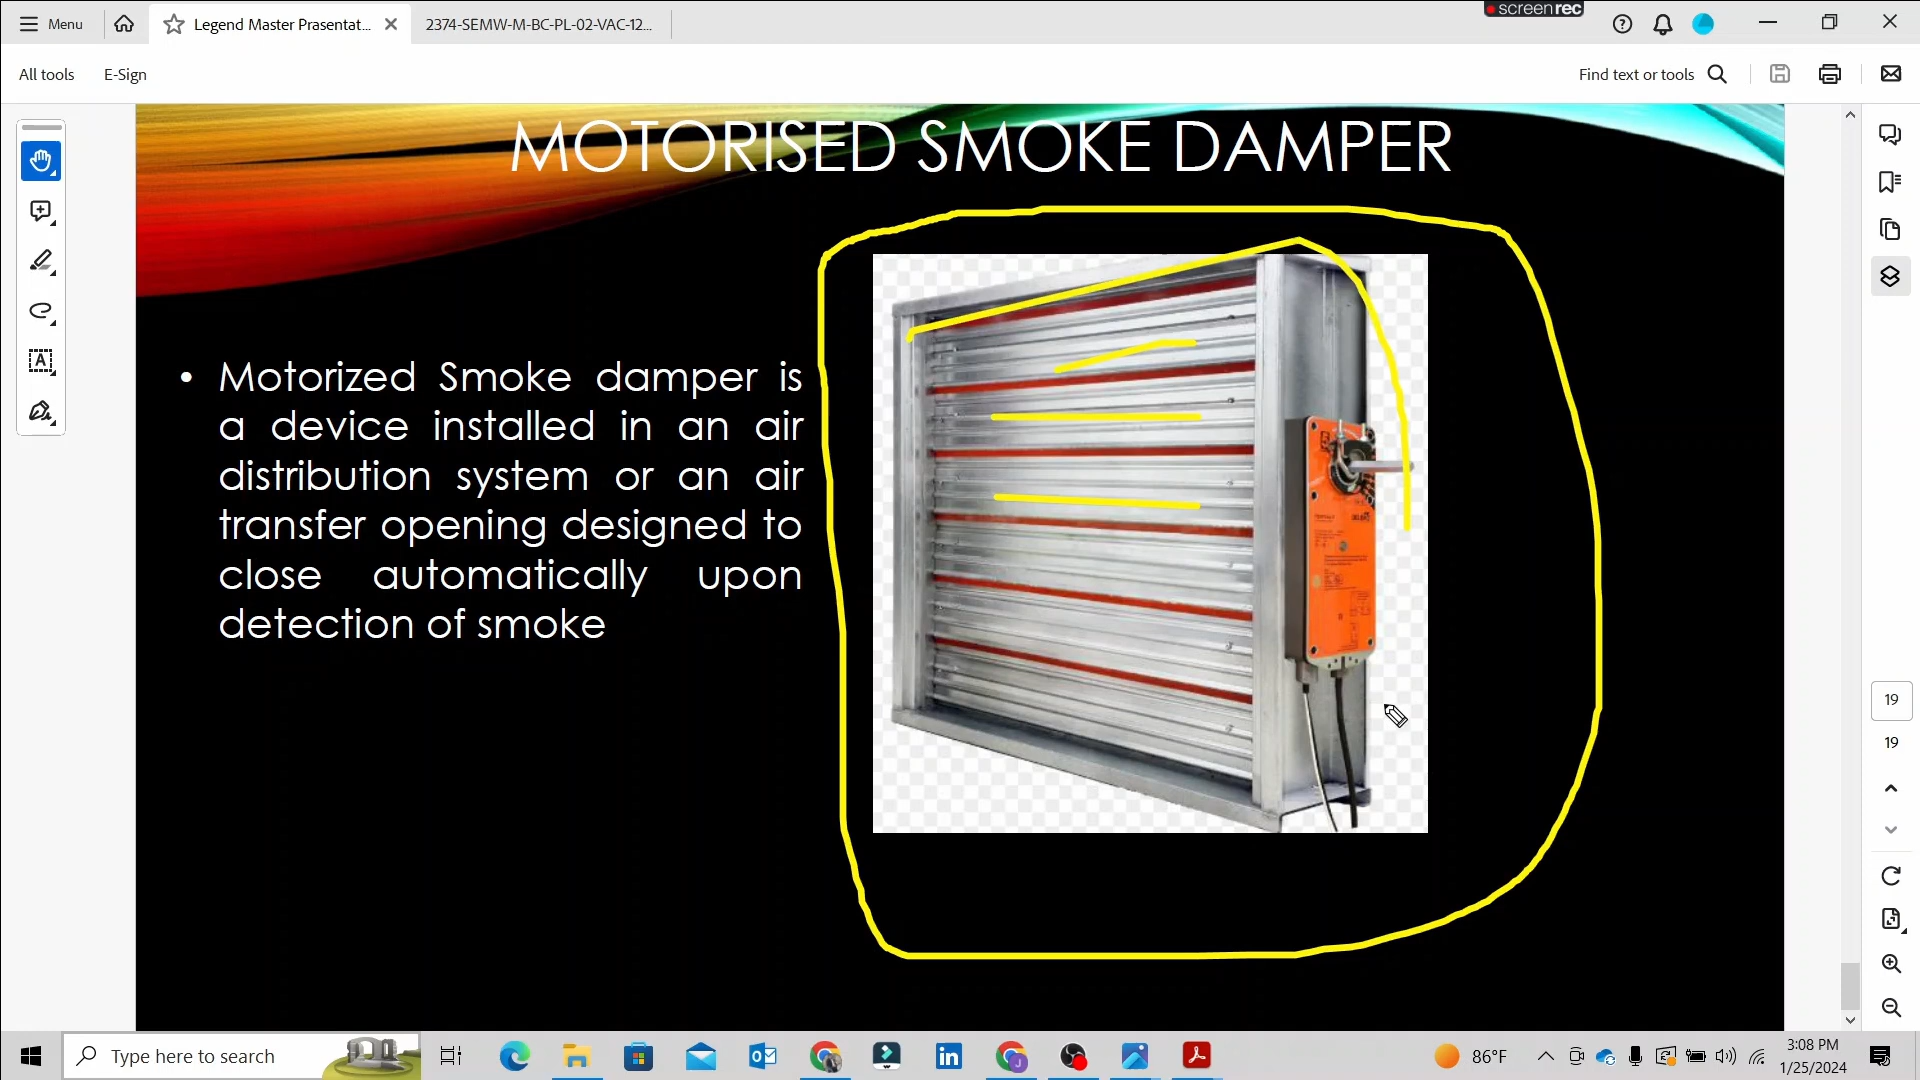 screenrec
Menu
Legend Master Prasentat...
2374-SEMW-M-BC-PL-02-VAC-12...
All tools
E-Sign
Find text or tools
MOTORISED SMOKE DAMPER
• Motorized Smoke damper is
a device installed in an air
distribution system or an air
transfer opening designed to
close automatically upon
detection of smoke
19
19
Type here to search
86°F
3:08 PM
1/25/2024